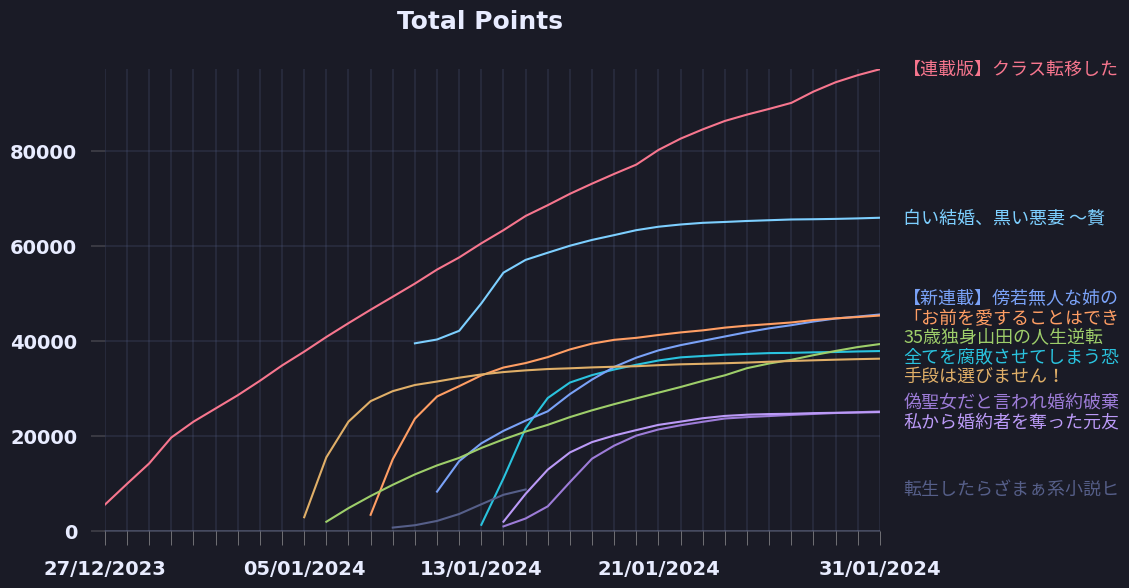 Total Points
80000
60000
40000
20000
0
27/12/2023
05/01/2024
13/01/2024
21/01/2024
31/01/2024
【連載版】クラス転移した
白い結婚、黒い悪妻 ～贅
【新連載】傍若無人な姉の
「お前を愛することはでき
35歳独身山田の人生逆転
全てを腐敗させてしまう恐
手段は選びません！
偽聖女だと言われ婚約破棄
私から婚約者を奪った元友
転生したらざまぁ系小説ヒ